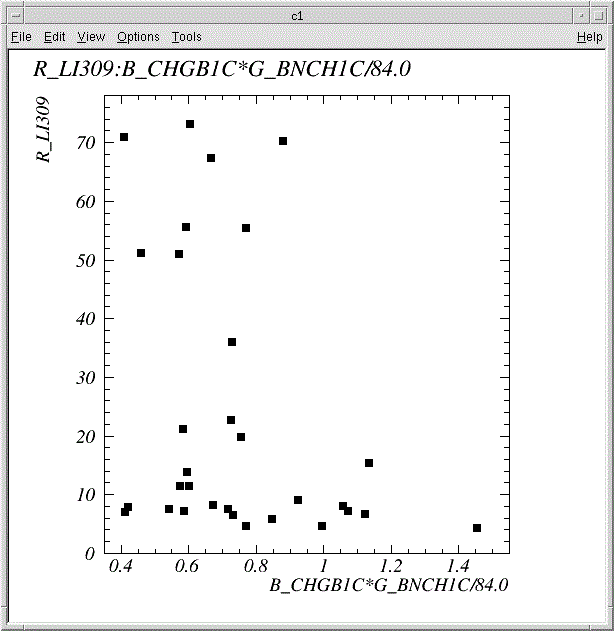 c1
File Edit View Options Tools Help
R_LI309:B_CHGB1C*G_BNCH1C/84.0
R_LI309
70
60
50
40
30
20
10
0
0.4 0.6 0.8 1 1.2 1.4
B_CHGB1C*G_BNCH1C/84.0